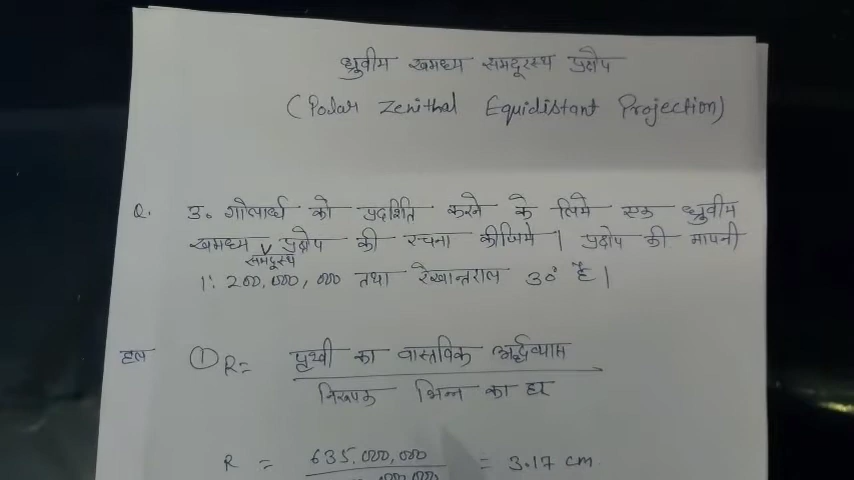 ध्रुवीय खमध्य समदूरस्थ प्रक्षेप
(Polar Zenithal Equidistant Projection)
Q. उ० गोलार्ध को प्रदर्शित करने के लिये एक ध्रुवीय
खमध्य समदूरस्थ प्रक्षेप की रचना कीजिये | प्रक्षेप की मापनी
1: 200,000,000 तथा रेखान्तराल 30° है |
हल ① R= पृथ्वी का वास्तविक अर्द्धव्यास
निरूपक भिन्न का हर
R = 635,000,000 = 3.17 cm